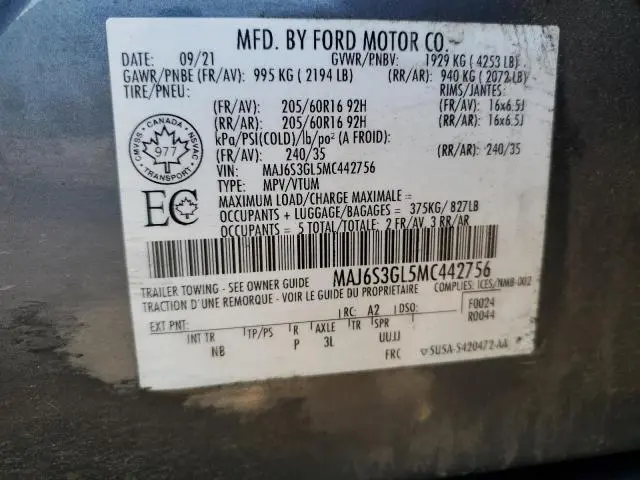 MFD. BY FORD MOTOR CO.
DATE: 09/21 GVWR/PNBV: 1929 KG ( 4253 LB)
GAWR/PNBE (FR/AV): 995 KG ( 2194 LB) (RR/AR): 940 KG ( 2072LB)
TIRE/PNEU: RIMS/JANTES:
(FR/AV) 205/60R16 92H (FR/AV): 16x6.5J
(RR/AR) 205/60R16 92H (RR/AR): 16x6.5J
kPa/PSI(COLD)/lb/po² (A FROID):
(FR/AV): 240/35 (RR/AR): 240/35
VIN: MAJ6S3GL5MC442756
TYPE: MPV/VTUM
CMVSS • CANADA • NSVAC • TRANSPORT •
977
EC
MAXIMUM LOAD/CHARGE MAXIMALE =
OCCUPANTS + LUGGAGE/BAGAGES = 375KG/ 827LB
OCCUPANTS = 5 TOTAL/TOTALE: 2 FR/AV, 3 RR/AR
MAJ6S3GL5MC442756
TRAILER TOWING - SEE OWNER GUIDE COMPLIES: ICES/NMB-002
TRACTION D'UNE REMORQUE - VOIR LE GUIDE DU PROPRIETAIRE
EXT PNT: RC: A2 DSO: F0024
R0044
INT TR TP/PS R AXLE TR SPR
NB P 3L UUJJ
FRC 5USA-5420472-AA